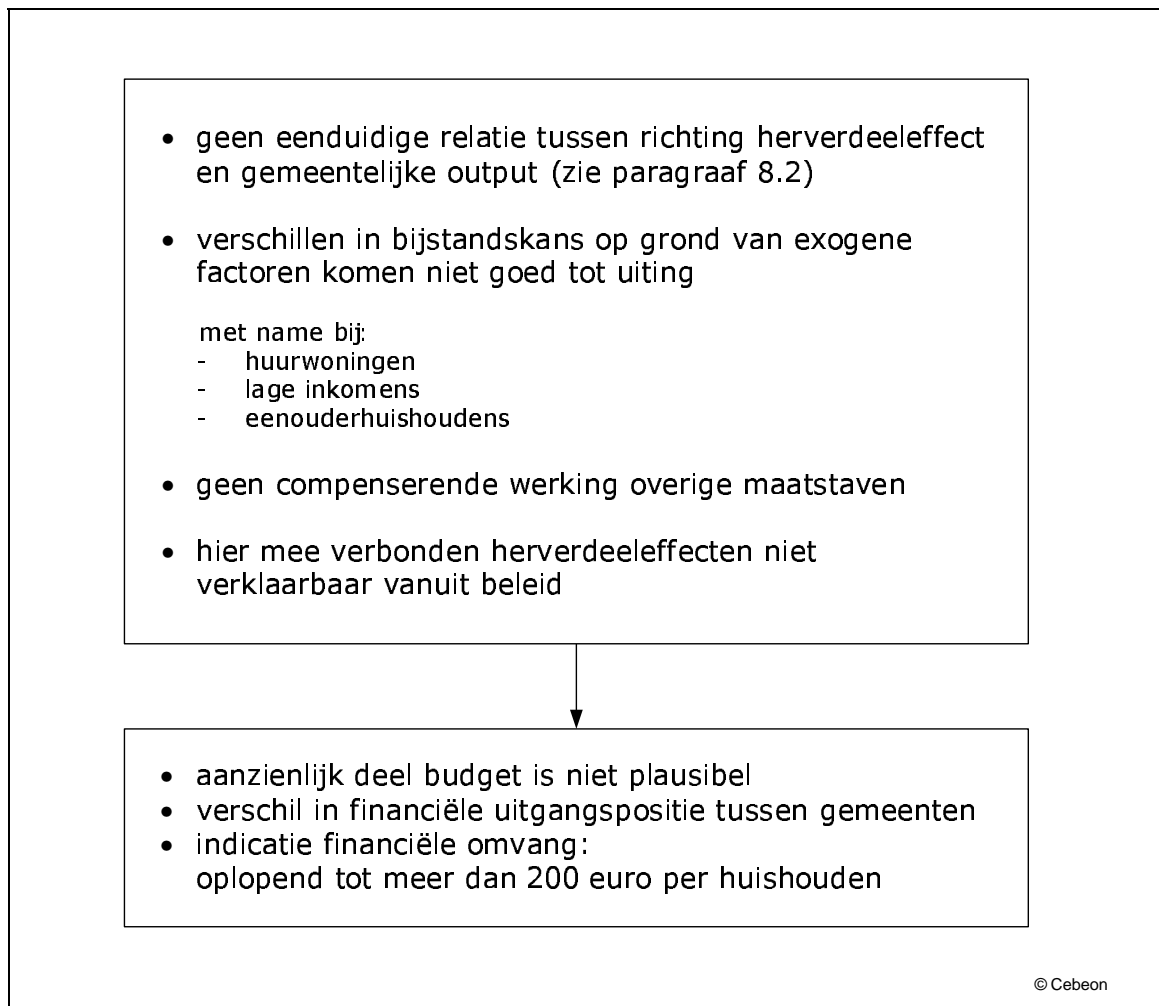 • geen eenduidige relatie tussen richting herverdeeleffect
en gemeentelijke output (zie paragraaf 8.2)
• verschillen in bijstandskans op grond van exogene
factoren komen niet goed tot uiting
met name bij:
- huurwoningen
- lage inkomens
- eenouderhuishoudens
• geen compenserende werking overige maatstaven
• hier mee verbonden herverdeeleffecten niet
verklaarbaar vanuit beleid
• aanzienlijk deel budget is niet plausibel
• verschil in financiële uitgangspositie tussen gemeenten
• indicatie financiële omvang:
oplopend tot meer dan 200 euro per huishouden
© Cebeon